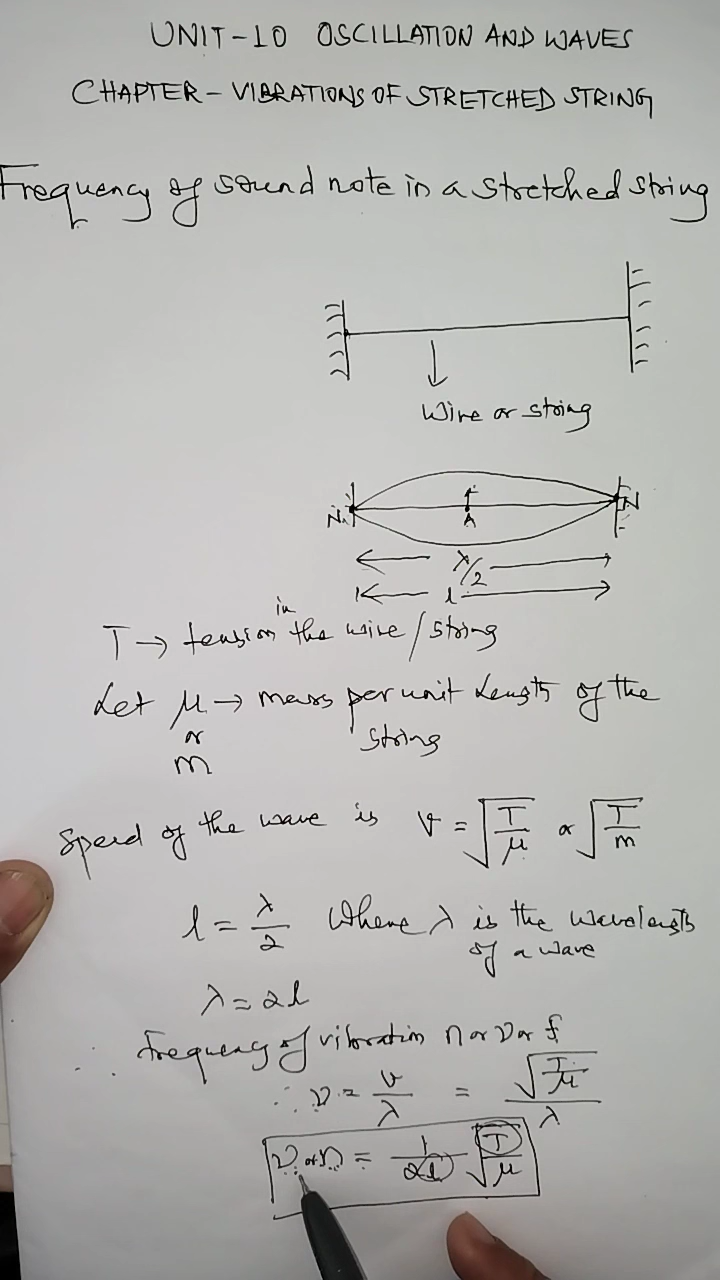 UNIT-10 OSCILLATION AND WAVES
CHAPTER - VIBRATIONS OF STRETCHED STRING
Frequency of sound note in a stretched string
Wire or string
N A N
λ/2
l
T → tension in the wire / string
Let μ → mass per unit length of the
or string
m
Speed of the wave is v = √(T/μ) or √(T/m)
l = λ/2 Where λ is the wavelength
of a wave
λ = 2l
∴ Frequency of vibration n or ν or f
∴ ν = v/λ = √(T/μ)/λ
ν or n = 1/2l √(T/μ)